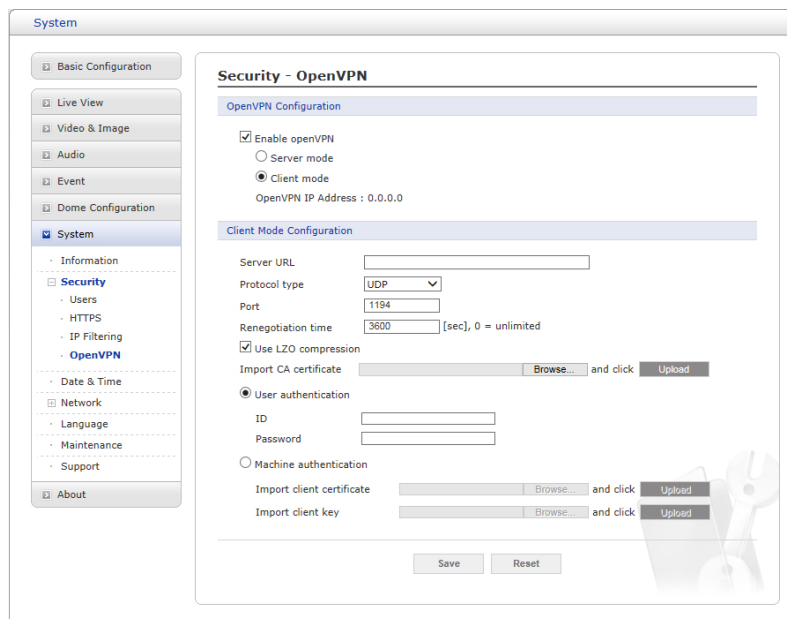 System
Basic Configuration
Live View
Video & Image
Audio
Event
Dome Configuration
System
Information
Security
Users
HTTPS
IP Filtering
OpenVPN
Date & Time
Network
Language
Maintenance
Support
About
Security - OpenVPN
OpenVPN Configuration
Enable openVPN
Server mode
Client mode
OpenVPN IP Address : 0.0.0.0
Client Mode Configuration
Server URL
Protocol type UDP
Port 1194
Renegotiation time 3600 [sec], 0 = unlimited
Use LZO compression
Import CA certificate Browse... and click Upload
User authentication
ID
Password
Machine authentication
Import client certificate Browse... and click Upload
Import client key Browse... and click Upload
Save Reset